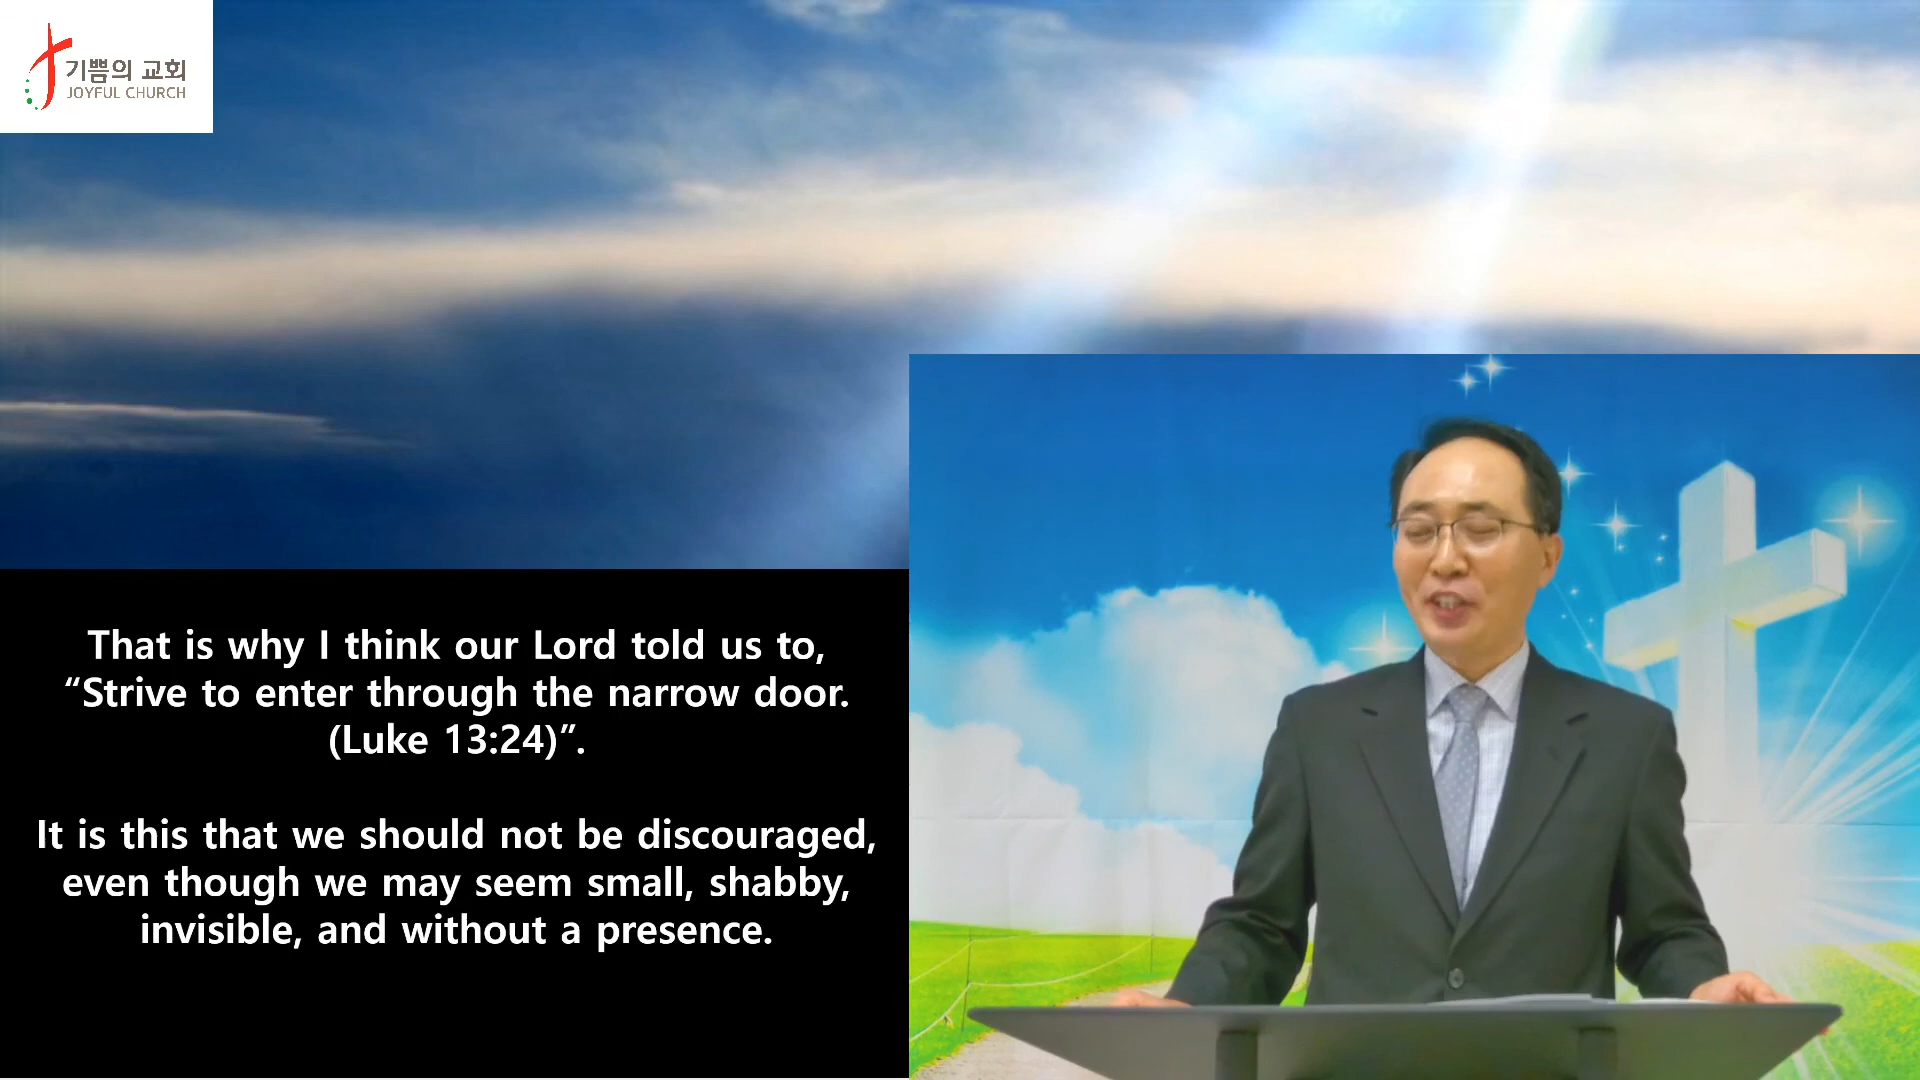 기쁨의 교회
JOYFUL CHURCH
That is why I think our Lord told us to,
“Strive to enter through the narrow door.
(Luke 13:24)”.
It is this that we should not be discouraged,
even though we may seem small, shabby,
invisible, and without a presence.